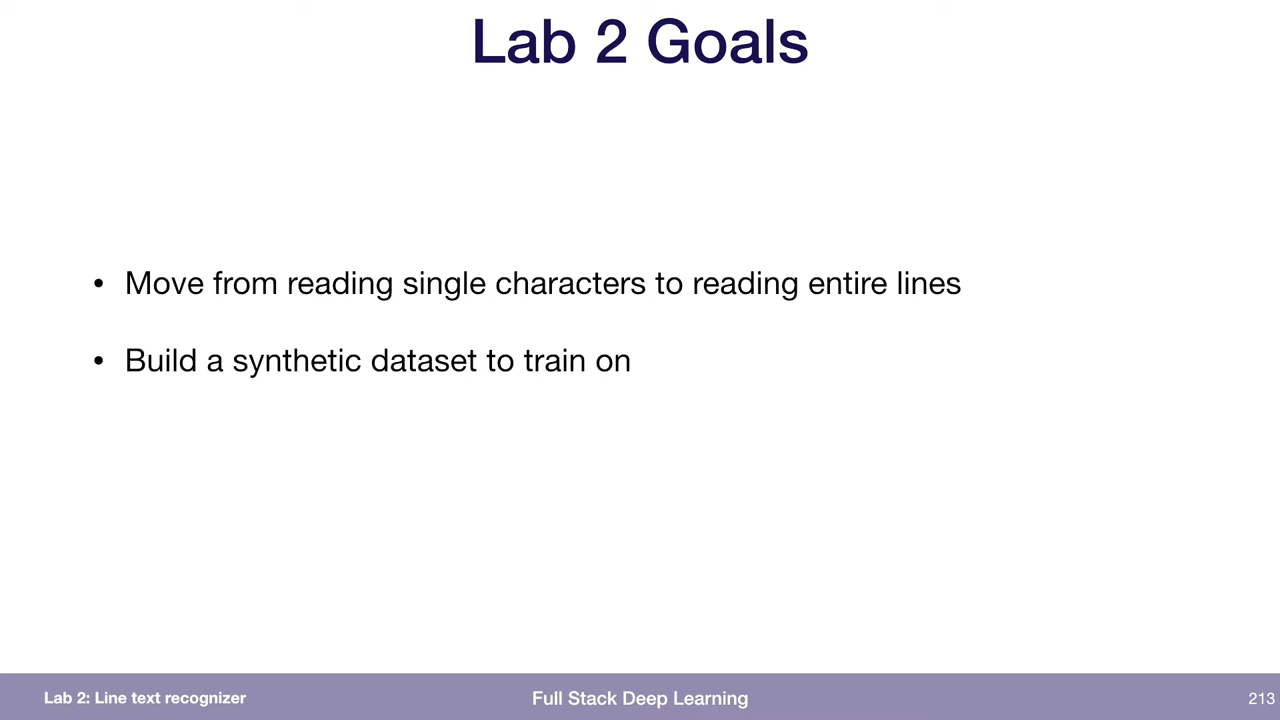 Lab 2 Goals
• Move from reading single characters to reading entire lines
• Build a synthetic dataset to train on
Lab 2: Line text recognizer
Full Stack Deep Learning
213